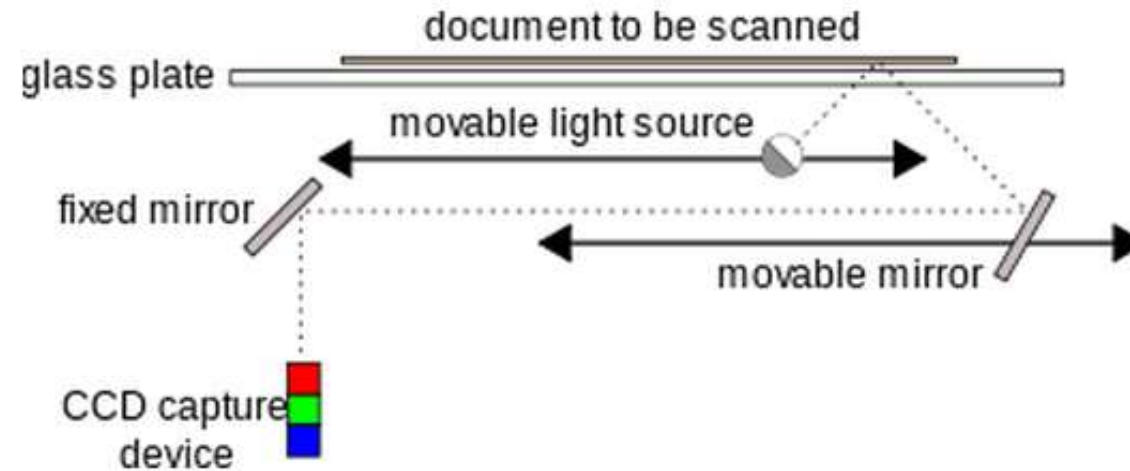 document to be scanned
glass plate
movable light source
fixed mirror
movable mirror
CCD capture
device